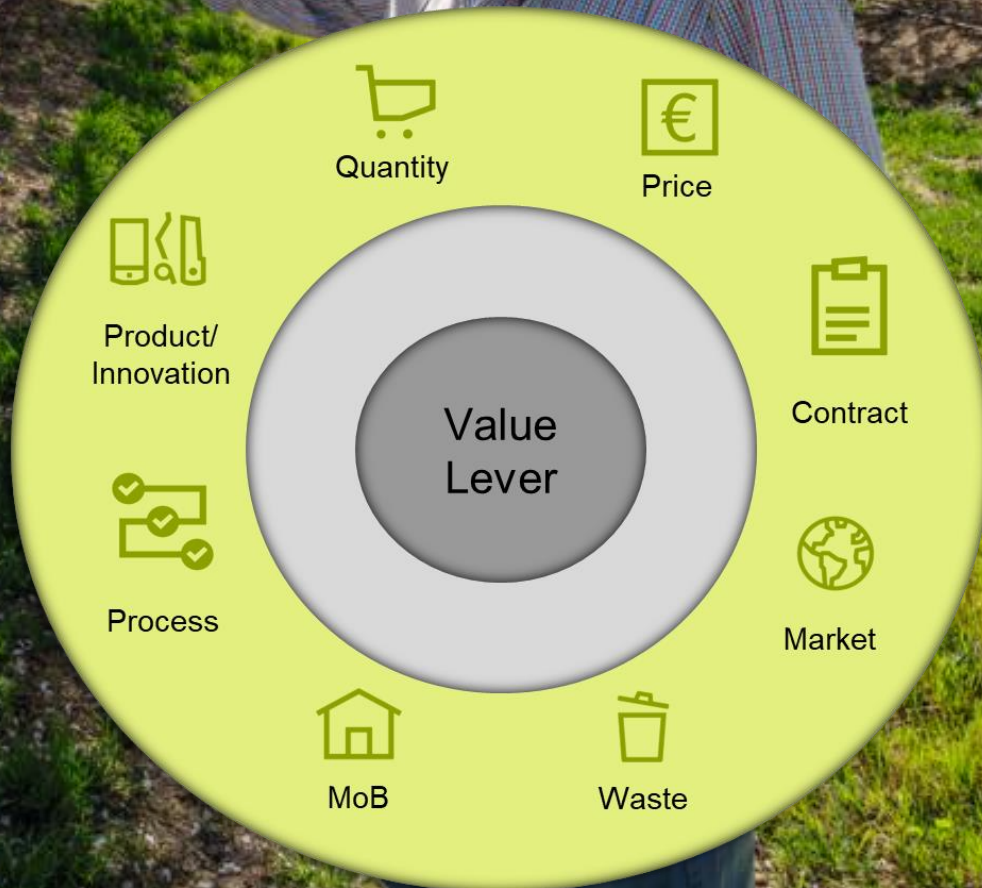 Quantity
€
Price
Product/
Innovation
Contract
Value
Lever
Process
Market
MoB
Waste